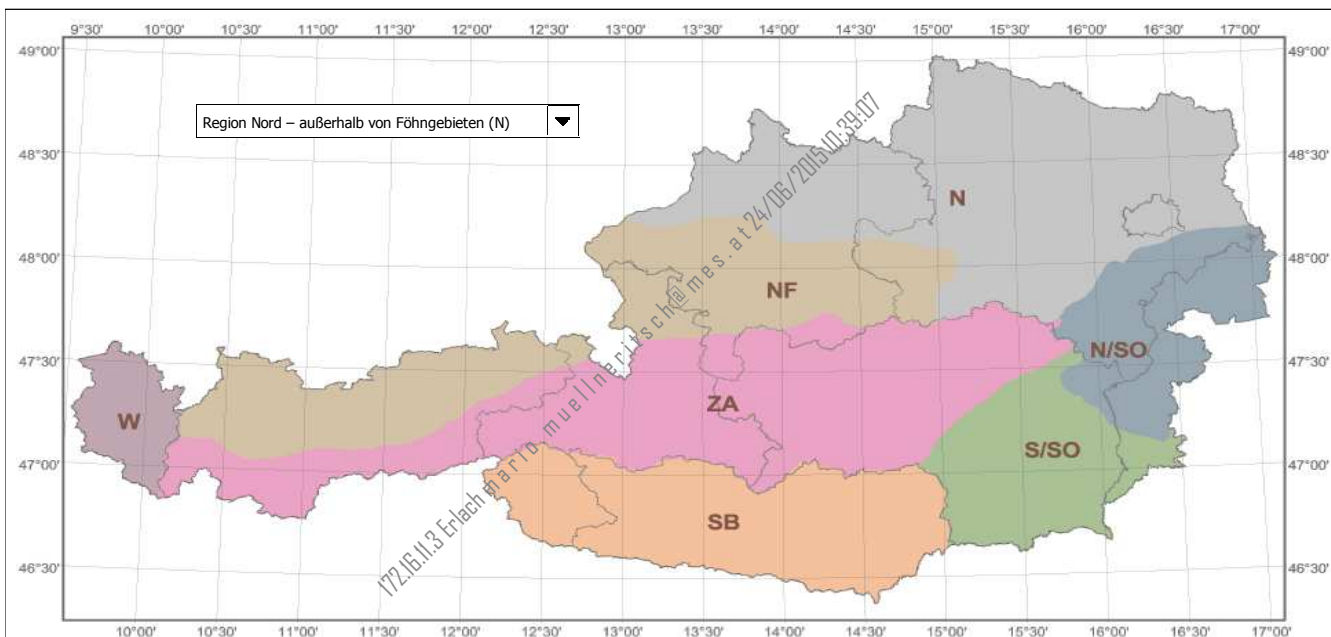 9°30' 10°00' 10°30' 11°00' 11°30' 12°00' 12°30' 13°00' 13°30' 14°00' 14°30' 15°00' 15°30' 16°00' 16°30' 17°00'
49°00' 49°00'
Region Nord – außerhalb von Föhngebieten (N)
48°30' 48°30'
N
48°00' 48°00'
NF
N/SO
47°30' 47°30'
W
ZA
S/SO
47°00' 47°00'
SB
46°30' 46°30'
172.16.11.3 Erlach mario.muellneritsch@mes.at 24/06/2015 10:39:07
10°00' 10°30' 11°00' 11°30' 12°00' 12°30' 13°00' 13°30' 14°00' 14°30' 15°00' 15°30' 16°00' 16°30' 17°00'